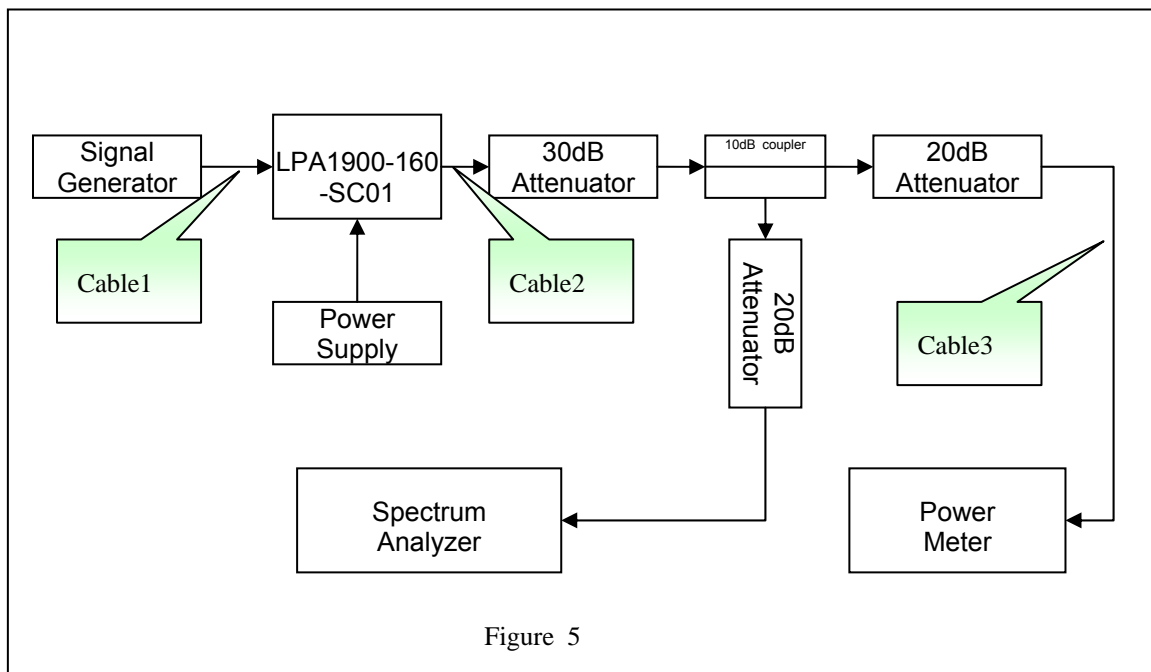 Signal
Generator
LPA1900-160
-SC01
30dB
Attenuator
10dB coupler
20dB
Attenuator
Cable1
Cable2
20dB
Attenuator
Cable3
Power
Supply
Spectrum
Analyzer
Power
Meter
Figure 5